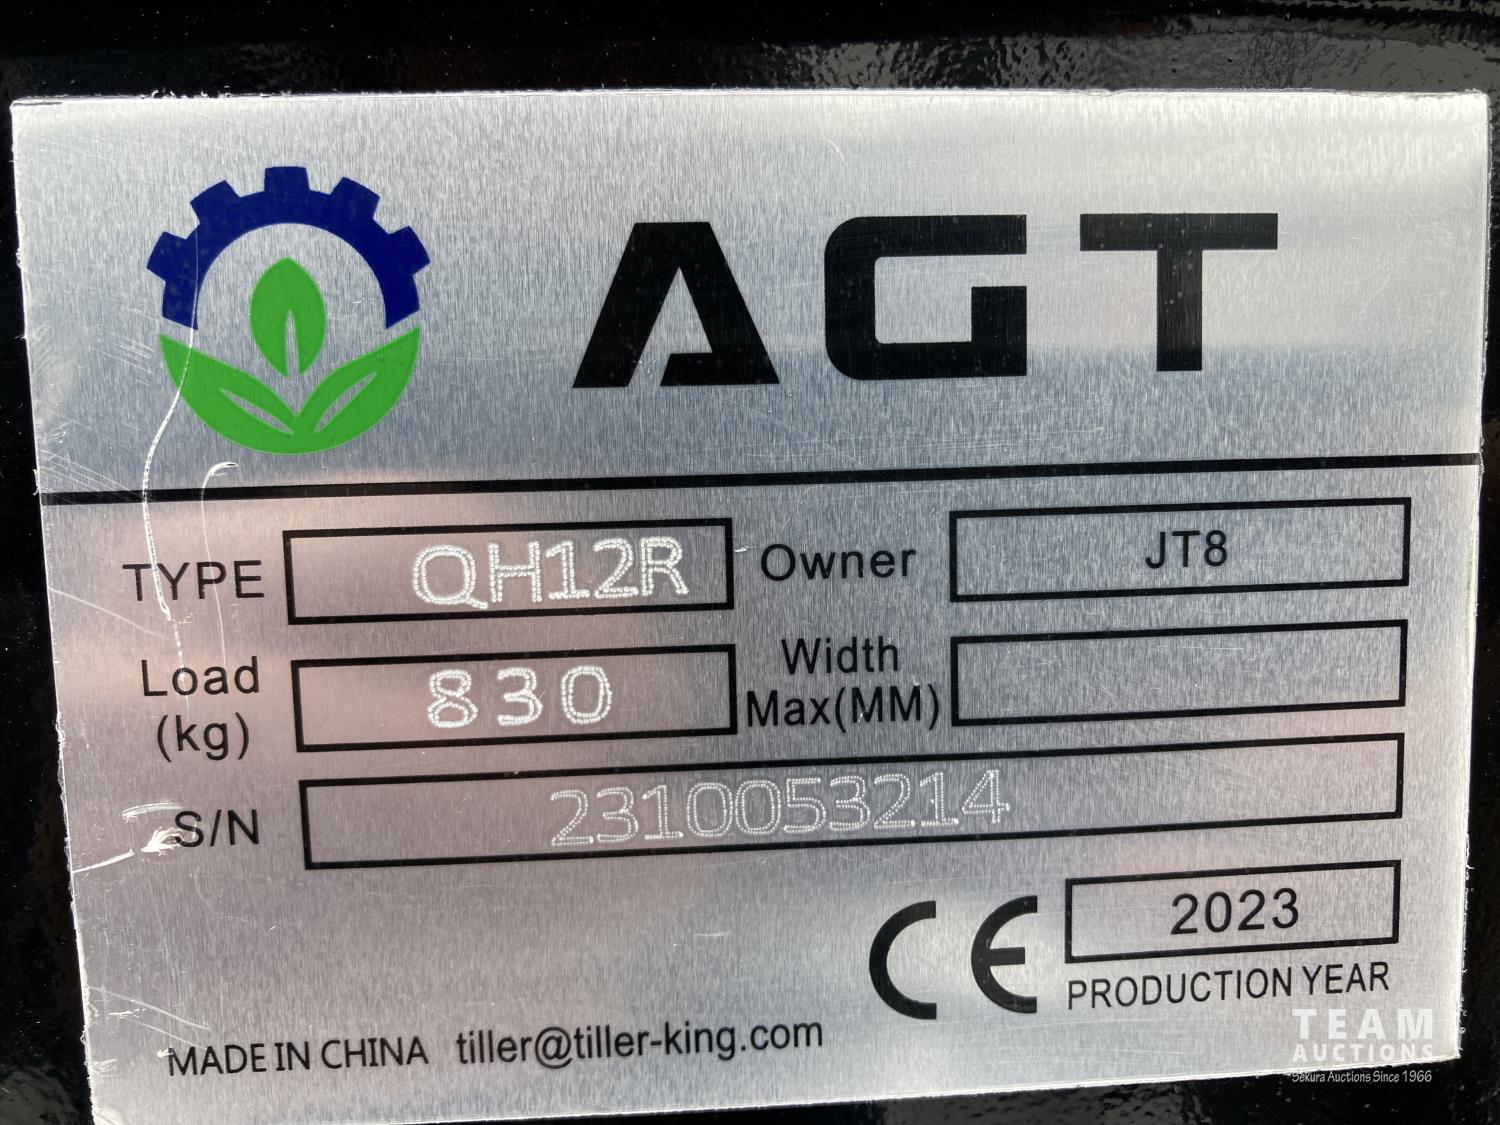 AGT
TYPE QH12R Owner JT8
Load (kg) 830 Width Max(MM)
S/N 2310053214
CE 2023
PRODUCTION YEAR
MADE IN CHINA tiller@tiller-king.com
TEAM
AUCTIONS
Sekura Auctions Since 1966